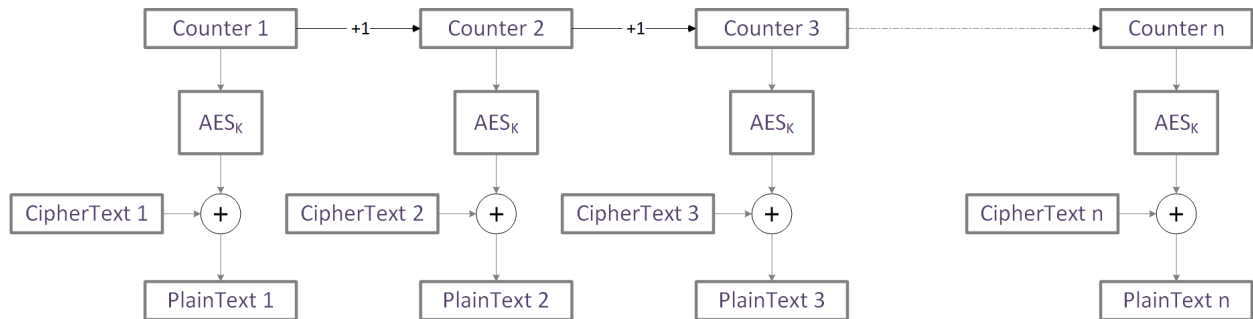 Counter 1
+1
Counter 2
+1
Counter 3
Counter n
AESK
AESK
AESK
AESK
CipherText 1
+
CipherText 2
+
CipherText 3
+
CipherText n
+
PlainText 1
PlainText 2
PlainText 3
PlainText n